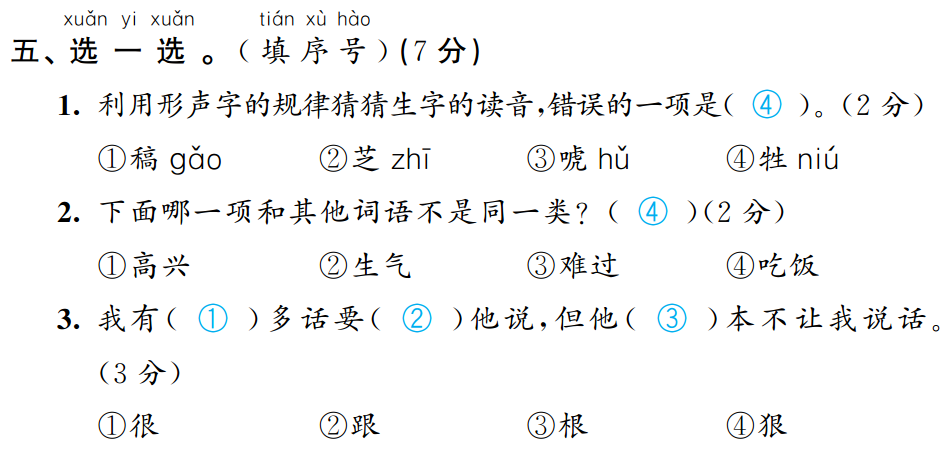 xuǎn yi xuǎn tián xù hào
五、选一选。(填序号)(7分)
1. 利用形声字的规律猜猜生字的读音,错误的一项是( ④ )。(2分)
①稿 gǎo ②芝 zhī ③唬 hǔ ④牲 niú
2. 下面哪一项和其他词语不是同一类?( ④ )(2分)
①高兴 ②生气 ③难过 ④吃饭
3. 我有( ① )多话要( ② )他说,但他( ③ )本不让我说话。
(3分)
①很 ②跟 ③根 ④狠